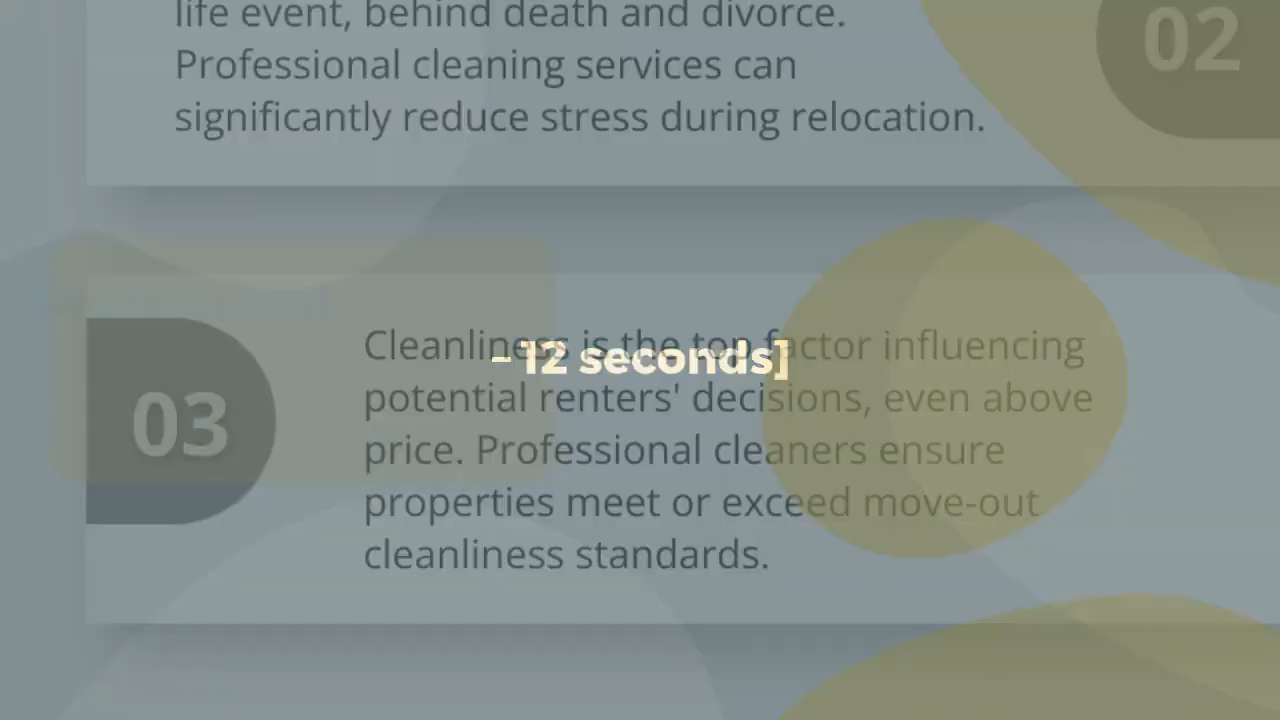 life event, behind death and divorce.
Professional cleaning services can
significantly reduce stress during relocation.
02
03
Cleanliness is the top factor influencing
potential renters' decisions, even above
price. Professional cleaners ensure
properties meet or exceed move-out
cleanliness standards.
- 12 seconds]